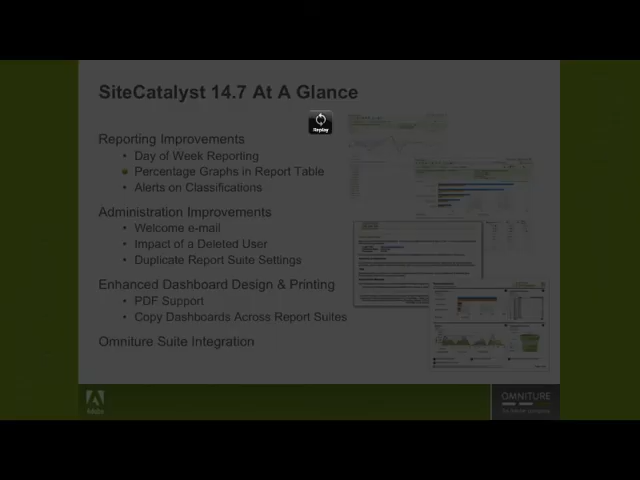 SiteCatalyst 14.7 At A Glance
Replay
Reporting Improvements
• Day of Week Reporting
• Percentage Graphs in Report Table
• Alerts on Classifications
Administration Improvements
• Welcome e-mail
• Impact of a Deleted User
• Duplicate Report Suite Settings
Enhanced Dashboard Design & Printing
• PDF Support
• Copy Dashboards Across Report Suites
Omniture Suite Integration
Adobe
OMNITURE